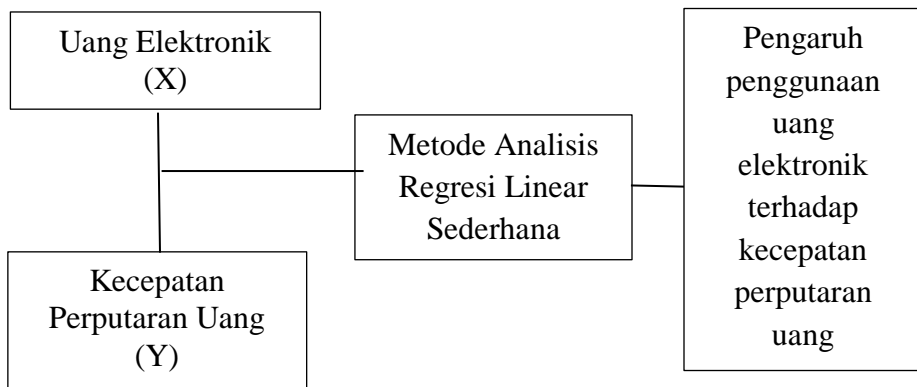 Uang Elektronik
(X)
Metode Analisis
Regresi Linear
Sederhana
Kecepatan
Perputaran Uang
(Y)
Pengaruh
penggunaan
uang
elektronik
terhadap
kecepatan
perputaran
uang